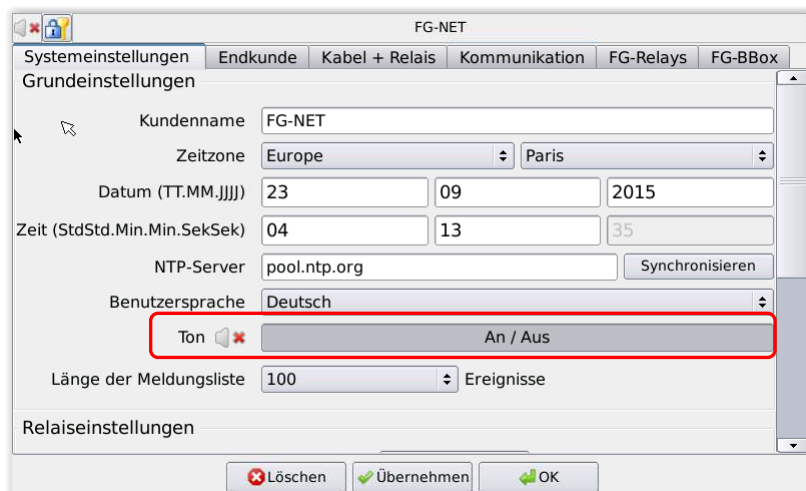 FG-NET
Systemeinstellungen Endkunde Kabel + Relais Kommunikation FG-Relays FG-BBox
Grundeinstellungen
Kundenname FG-NET
Zeitzone Europe Paris
Datum (TT.MM.JJJJ) 23 09 2015
Zeit (StdStd.Min.Min.SekSek) 04 13 35
NTP-Server pool.ntp.org Synchronisieren
Benutzersprache Deutsch
Ton An / Aus
Länge der Meldungsliste 100 Ereignisse
Relaiseinstellungen
Löschen Übernehmen OK